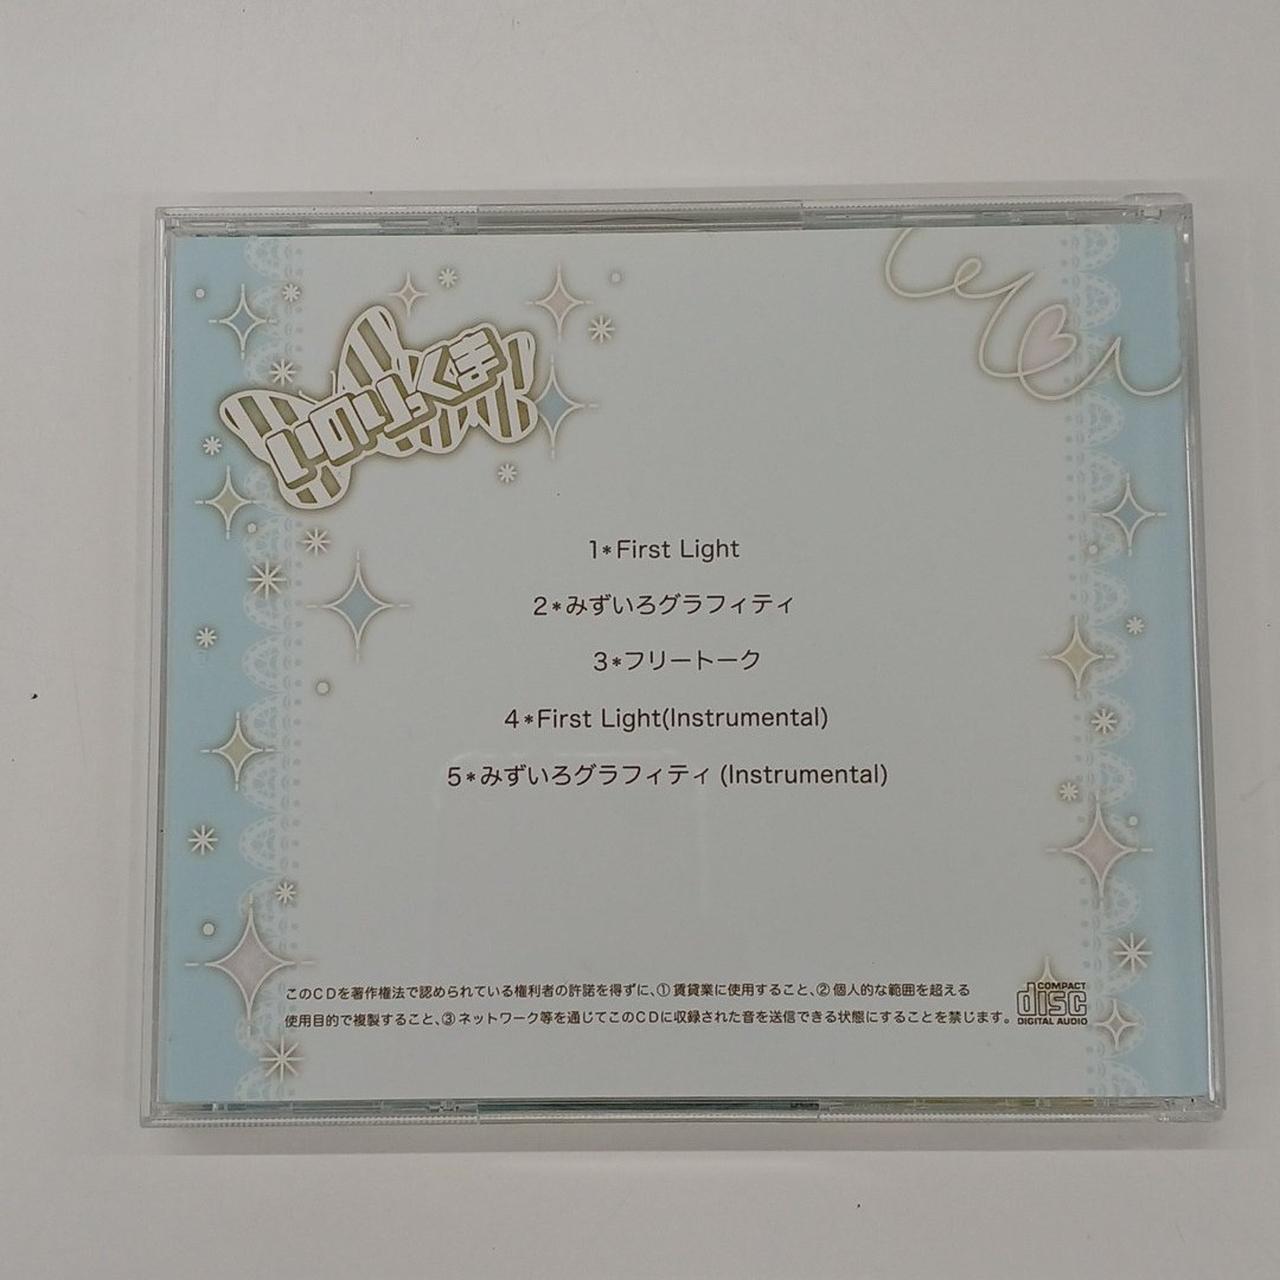 いのりっくま
1*First Light
2*みずいろグラフィティ
3*フリートーク
4*First Light(Instrumental)
5*みずいろグラフィティ (Instrumental)
このCDを著作権法で認められている権利者の許諾を得ずに、①賃貸業に使用すること、②個人的な範囲を超える
使用目的で複製すること、③ネットワーク等を通じてこのCDに収録された音を送信できる状態にすることを禁じます。
COMPACT
disc
DIGITAL AUDIO